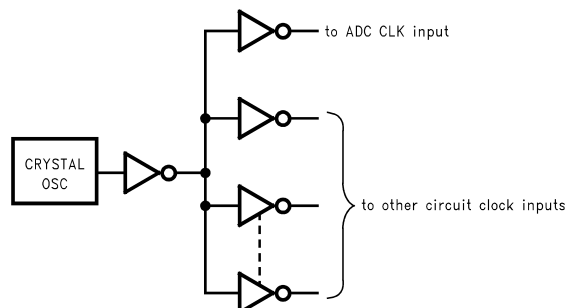 to ADC CLK input
CRYSTAL
OSC
to other circuit clock inputs